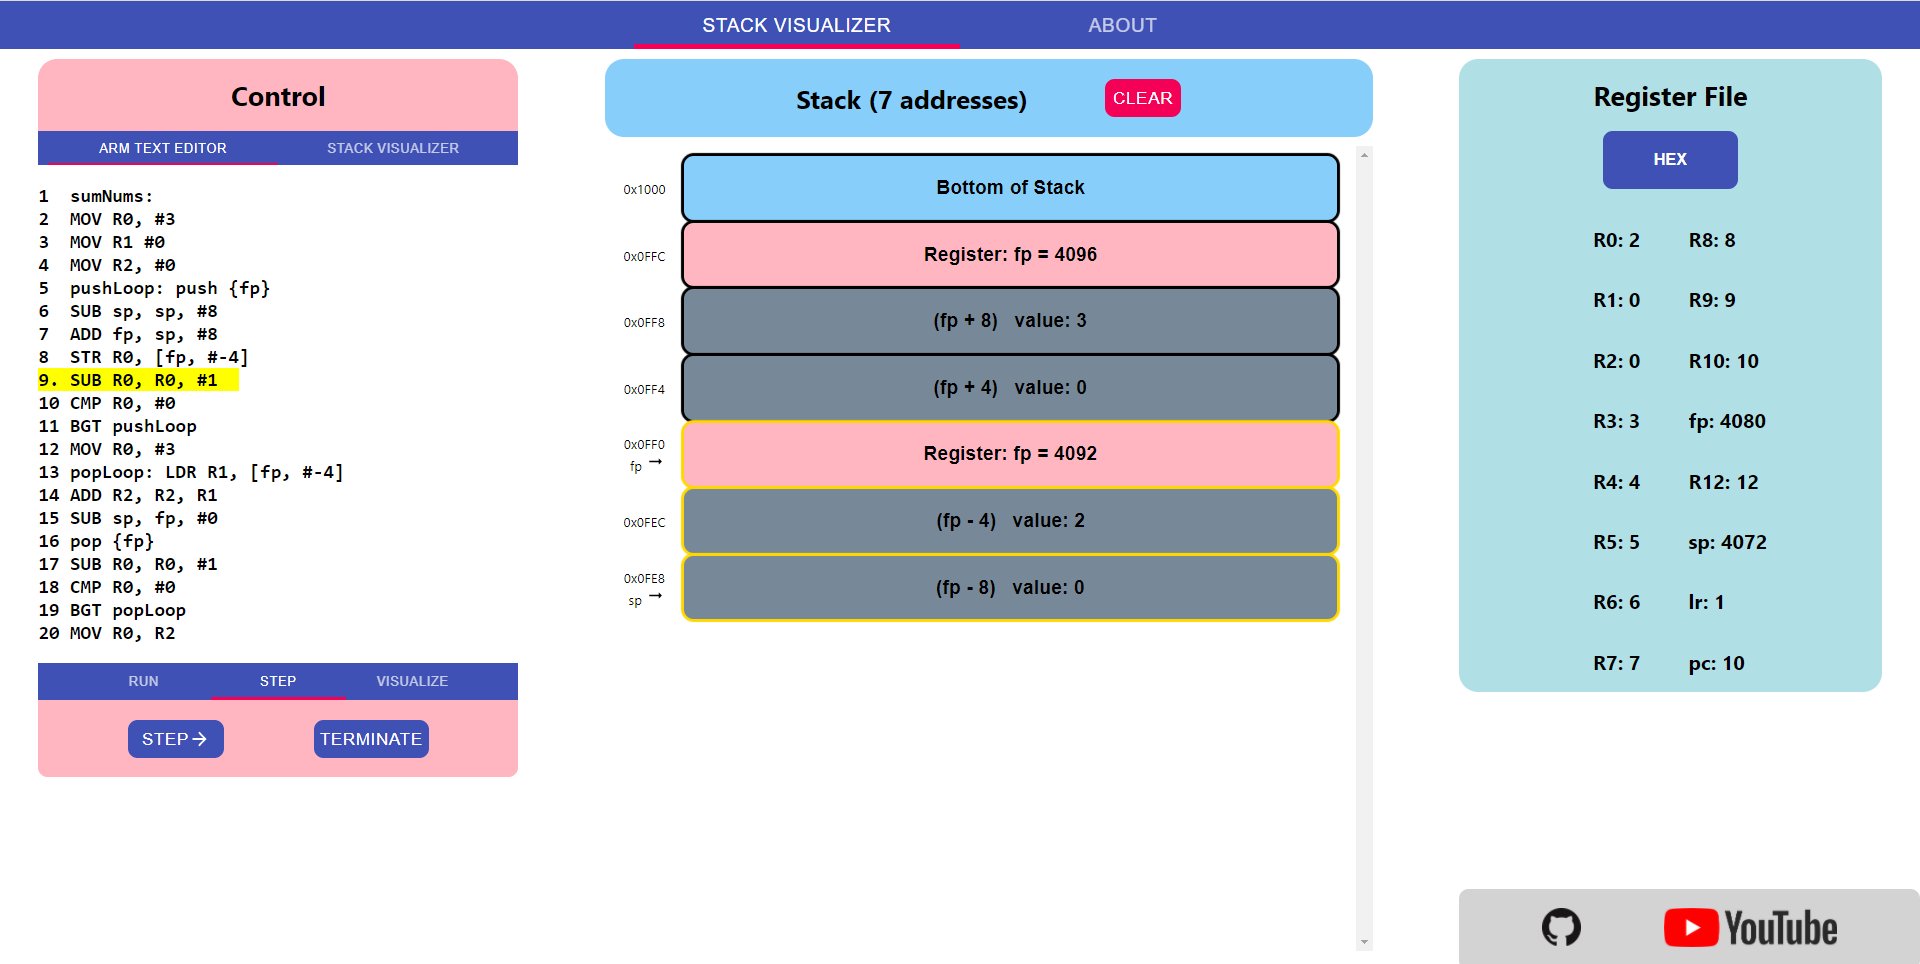 STACK VISUALIZER
ABOUT
Control
ARM TEXT EDITOR
STACK VISUALIZER
1 sumNums:
2 MOV R0, #3
3 MOV R1 #0
4 MOV R2, #0
5 pushLoop: push {fp}
6 SUB sp, sp, #8
7 ADD fp, sp, #8
8 STR R0, [fp, #-4]
9. SUB R0, R0, #1
10 CMP R0, #0
11 BGT pushLoop
12 MOV R0, #3
13 popLoop: LDR R1, [fp, #-4]
14 ADD R2, R2, R1
15 SUB sp, fp, #0
16 pop {fp}
17 SUB R0, R0, #1
18 CMP R0, #0
19 BGT popLoop
20 MOV R0, R2
RUN
STEP
VISUALIZE
STEP→
TERMINATE
Stack (7 addresses)
CLEAR
0x1000
Bottom of Stack
0x0FFC
Register: fp = 4096
0x0FF8
(fp + 8) value: 3
0x0FF4
(fp + 4) value: 0
0x0FF0
fp →
Register: fp = 4092
0x0FEC
(fp - 4) value: 2
0x0FE8
sp →
(fp - 8) value: 0
Register File
HEX
R0: 2
R8: 8
R1: 0
R9: 9
R2: 0
R10: 10
R3: 3
fp: 4080
R4: 4
R12: 12
R5: 5
sp: 4072
R6: 6
lr: 1
R7: 7
pc: 10
YouTube